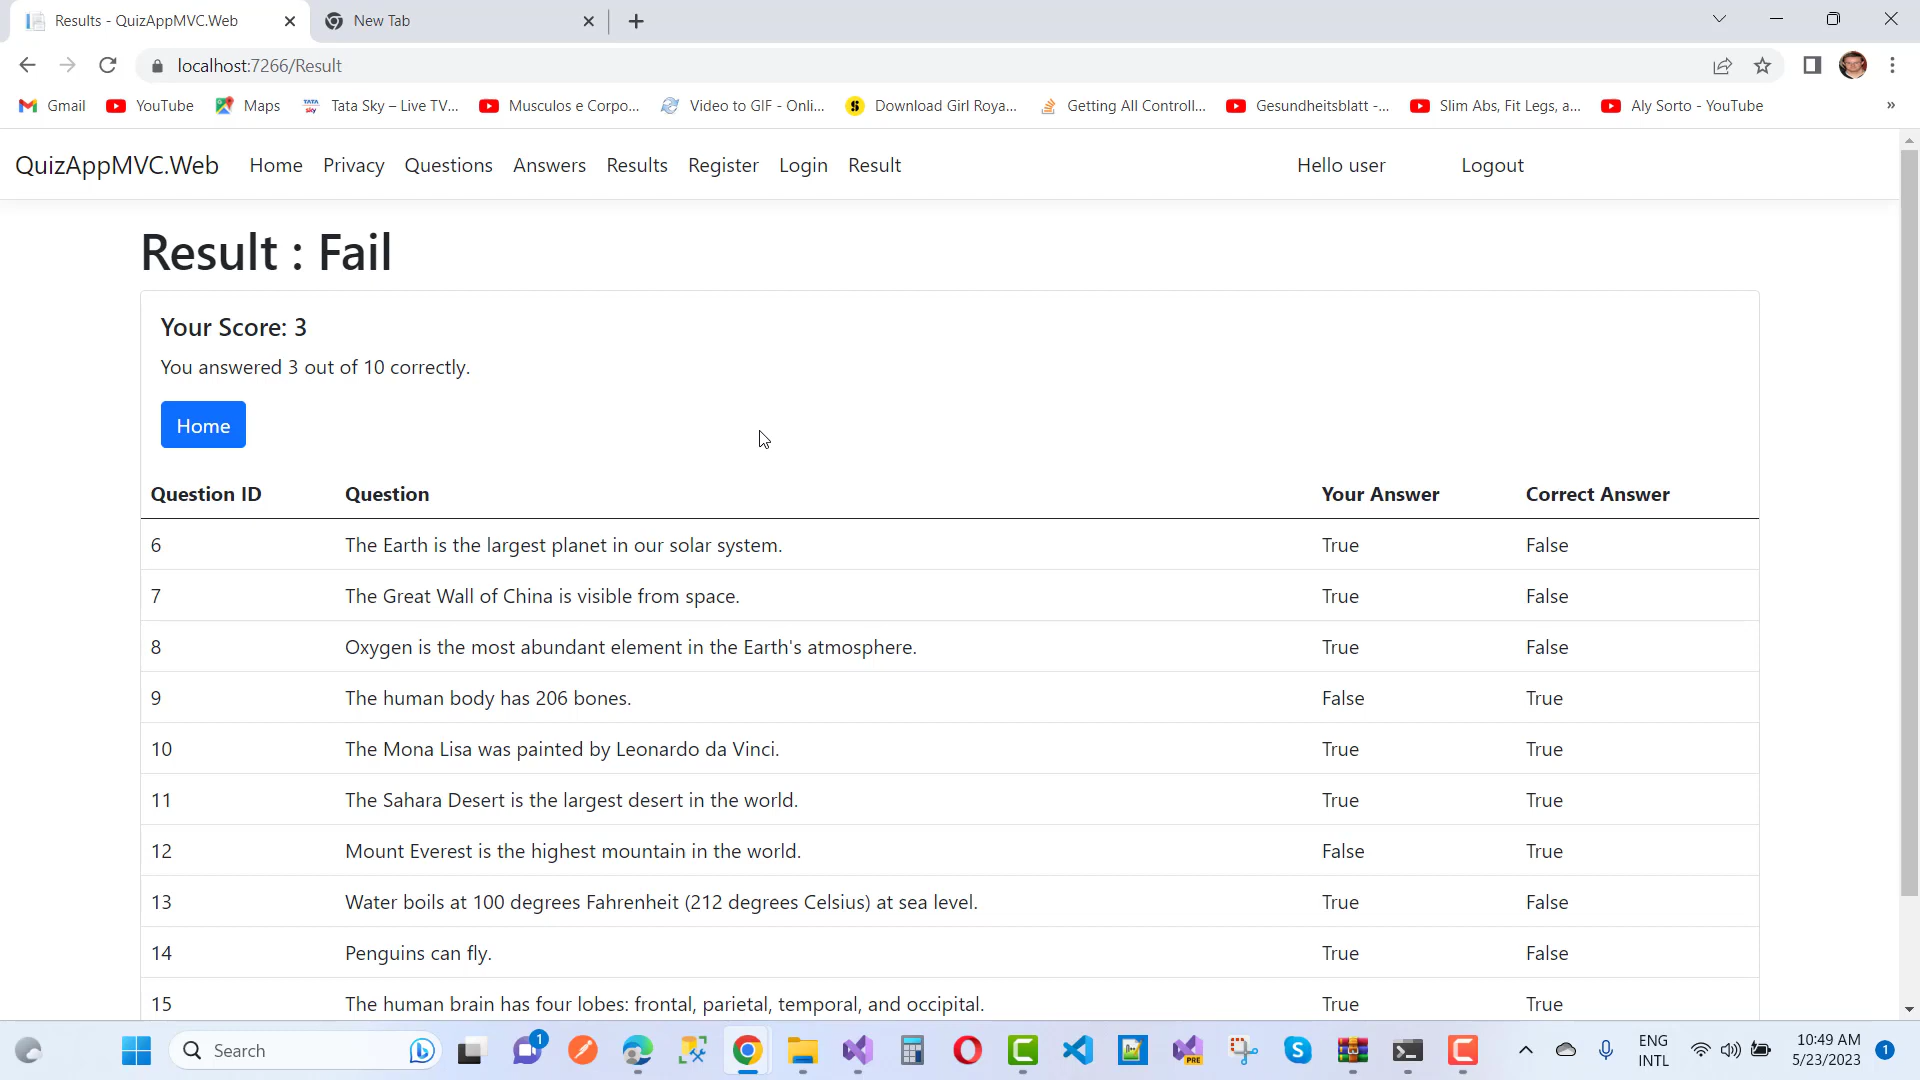 Results - QuizAppMVC.Web
New Tab
localhost:7266/Result
Gmail YouTube Maps Tata Sky – Live TV... Musculos e Corpo... Video to GIF - Onli... Download Girl Roya... Getting All Controll... Gesundheitsblatt -... Slim Abs, Fit Legs, a... Aly Sorto - YouTube »
QuizAppMVC.Web Home Privacy Questions Answers Results Register Login Result Hello user Logout
Result : Fail
Your Score: 3
You answered 3 out of 10 correctly.
Home
Question ID Question Your Answer Correct Answer
6 The Earth is the largest planet in our solar system. True False
7 The Great Wall of China is visible from space. True False
8 Oxygen is the most abundant element in the Earth's atmosphere. True False
9 The human body has 206 bones. False True
10 The Mona Lisa was painted by Leonardo da Vinci. True True
11 The Sahara Desert is the largest desert in the world. True True
12 Mount Everest is the highest mountain in the world. False True
13 Water boils at 100 degrees Fahrenheit (212 degrees Celsius) at sea level. True False
14 Penguins can fly. True False
15 The human brain has four lobes: frontal, parietal, temporal, and occipital. True True
Search
1
PRE
ENG
INTL
10:49 AM
5/23/2023
1